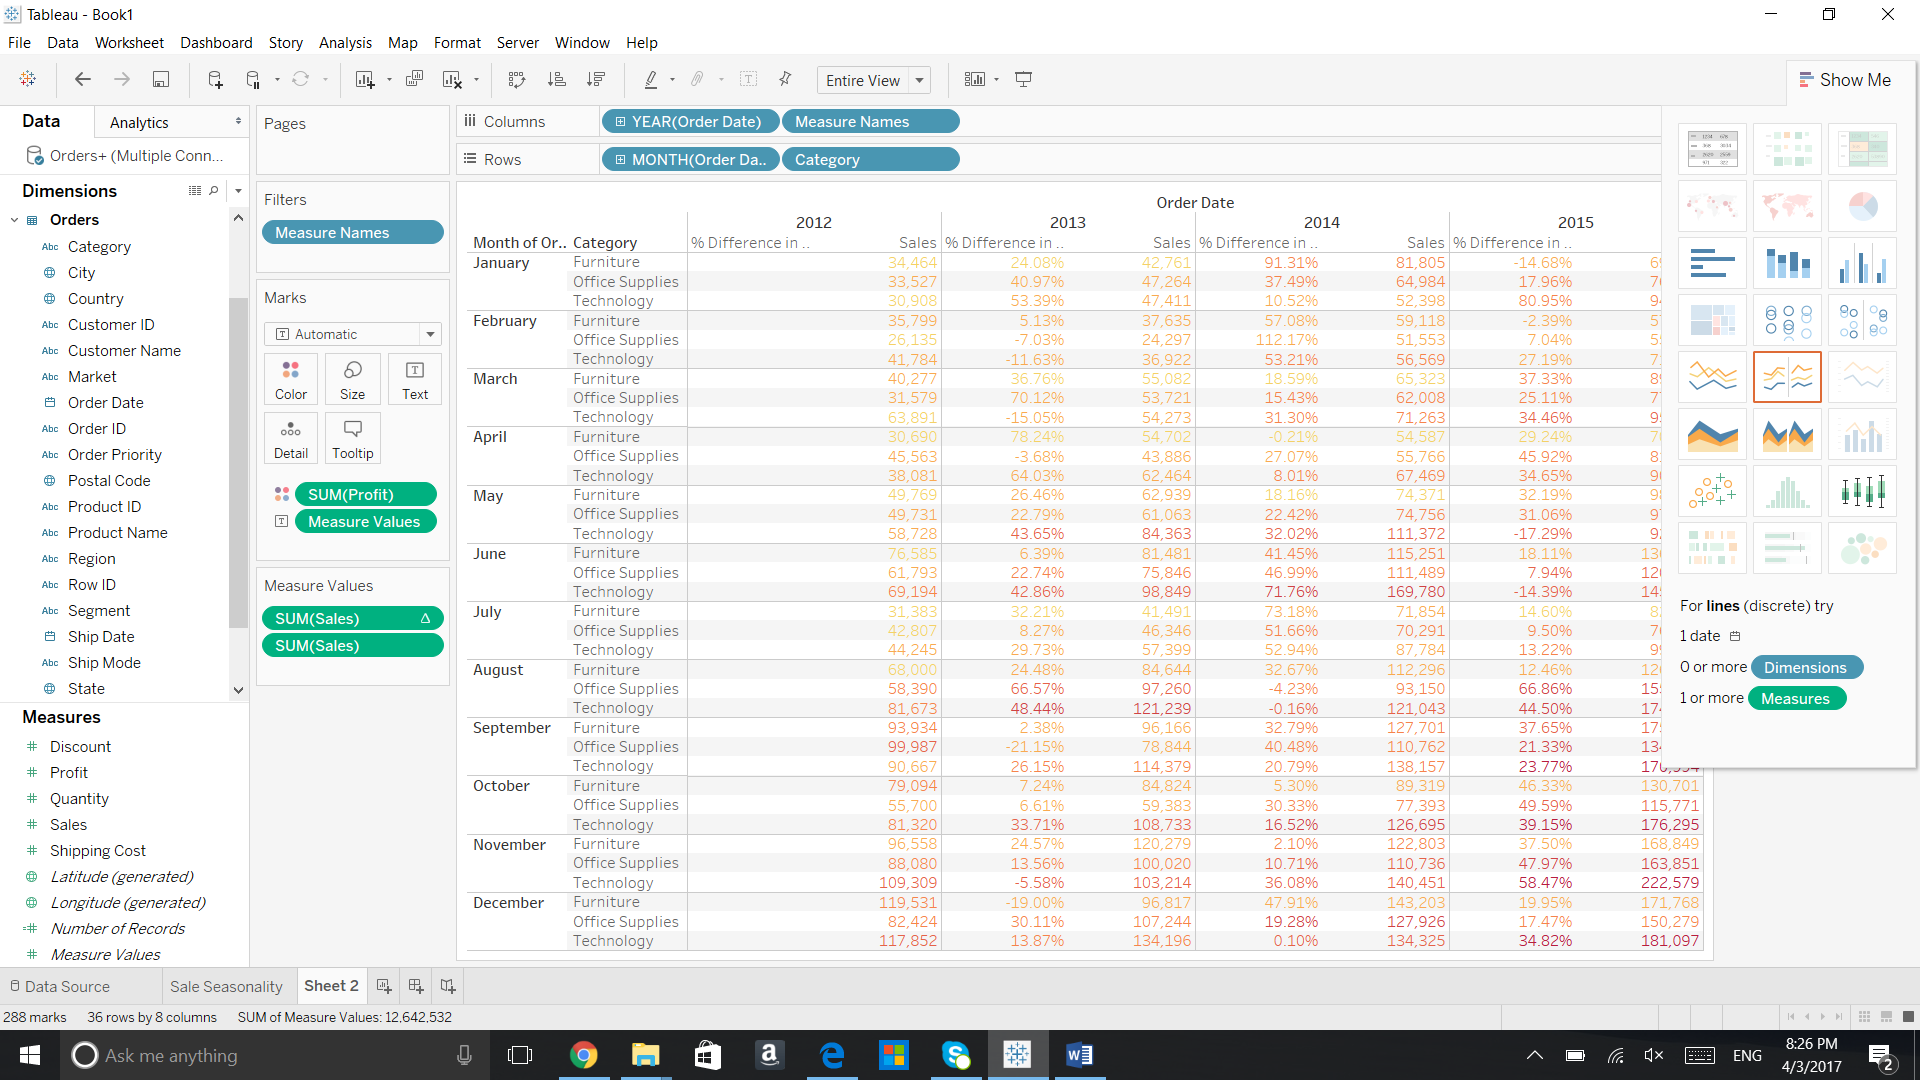 Tableau - Book1
File Data Worksheet Dashboard Story Analysis Map Format Server Window Help
Entire View
Show Me
Data
Analytics
Orders+ (Multiple Conn...
Dimensions
Orders
Abc Category
City
Country
Abc Customer ID
Abc Customer Name
Abc Market
Order Date
Abc Order ID
Abc Order Priority
Postal Code
Abc Product ID
Abc Product Name
Abc Region
Abc Row ID
Abc Segment
Ship Date
Abc Ship Mode
State
Measures
Discount
Profit
Quantity
Sales
Shipping Cost
Latitude (generated)
Longitude (generated)
Number of Records
Measure Values
Pages
Filters
Measure Names
Marks
Automatic
Color Size Text
Detail Tooltip
SUM(Profit)
Measure Values
Measure Values
SUM(Sales) Δ
SUM(Sales)
Columns YEAR(Order Date) Measure Names
Rows MONTH(Order Da.. Category
Order Date
2012 2013 2014 2015
Month of Or.. Category % Difference in .. Sales % Difference in .. Sales % Difference in .. Sales % Difference in ..
January Furniture 34,464 24.08% 42,761 91.31% 81,805 -14.68%
Office Supplies 33,527 40.97% 47,264 37.49% 64,984 17.96%
Technology 30,908 53.39% 47,411 10.52% 52,398 80.95%
February Furniture 35,799 5.13% 37,635 57.08% 59,118 -2.39%
Office Supplies 26,135 -7.03% 24,297 112.17% 51,553 7.04%
Technology 41,784 -11.63% 36,922 53.21% 56,569 27.19%
March Furniture 40,277 36.76% 55,082 18.59% 65,323 37.33%
Office Supplies 31,579 70.12% 53,721 15.43% 62,008 25.11%
Technology 63,891 -15.05% 54,273 31.30% 71,263 34.46%
April Furniture 30,690 78.24% 54,702 -0.21% 54,587 29.24%
Office Supplies 45,563 -3.68% 43,886 27.07% 55,766 45.92%
Technology 38,081 64.03% 62,464 8.01% 67,469 34.65%
May Furniture 49,769 26.46% 62,939 18.16% 74,371 32.19%
Office Supplies 49,731 22.79% 61,063 22.42% 74,756 31.06%
Technology 58,728 43.65% 84,363 32.02% 111,372 -17.29%
June Furniture 76,585 6.39% 81,481 41.45% 115,251 18.11%
Office Supplies 61,793 22.74% 75,846 46.99% 111,489 7.94%
Technology 69,194 42.86% 98,849 71.76% 169,780 -14.39%
July Furniture 31,383 32.21% 41,491 73.18% 71,854 14.60%
Office Supplies 42,807 8.27% 46,346 51.66% 70,291 9.50%
Technology 44,245 29.73% 57,399 52.94% 87,784 13.22%
August Furniture 68,000 24.48% 84,644 32.67% 112,296 12.46%
Office Supplies 58,390 66.57% 97,260 -4.23% 93,150 66.86%
Technology 81,673 48.44% 121,239 -0.16% 121,043 44.50%
September Furniture 93,934 2.38% 96,166 32.79% 127,701 37.65%
Office Supplies 99,987 -21.15% 78,844 40.48% 110,762 21.33%
Technology 90,667 26.15% 114,379 20.79% 138,157 23.77%
October Furniture 79,094 7.24% 84,824 5.30% 89,319 46.33% 130,701
Office Supplies 55,700 6.61% 59,383 30.33% 77,393 49.59% 115,771
Technology 81,320 33.71% 108,733 16.52% 126,695 39.15% 176,295
November Furniture 96,558 24.57% 120,279 2.10% 122,803 37.50% 168,849
Office Supplies 88,080 13.56% 100,020 10.71% 110,736 47.97% 163,851
Technology 109,309 -5.58% 103,214 36.08% 140,451 58.47% 222,579
December Furniture 119,531 -19.00% 96,817 47.91% 143,203 19.95% 171,768
Office Supplies 82,424 30.11% 107,244 19.28% 127,926 17.47% 150,279
Technology 117,852 13.87% 134,196 0.10% 134,325 34.82% 181,097
For lines (discrete) try
1 date
0 or more Dimensions
1 or more Measures
Data Source Sale Seasonality Sheet 2
288 marks 36 rows by 8 columns SUM of Measure Values: 12,642,532
Ask me anything
ENG
8:26 PM
4/3/2017
2